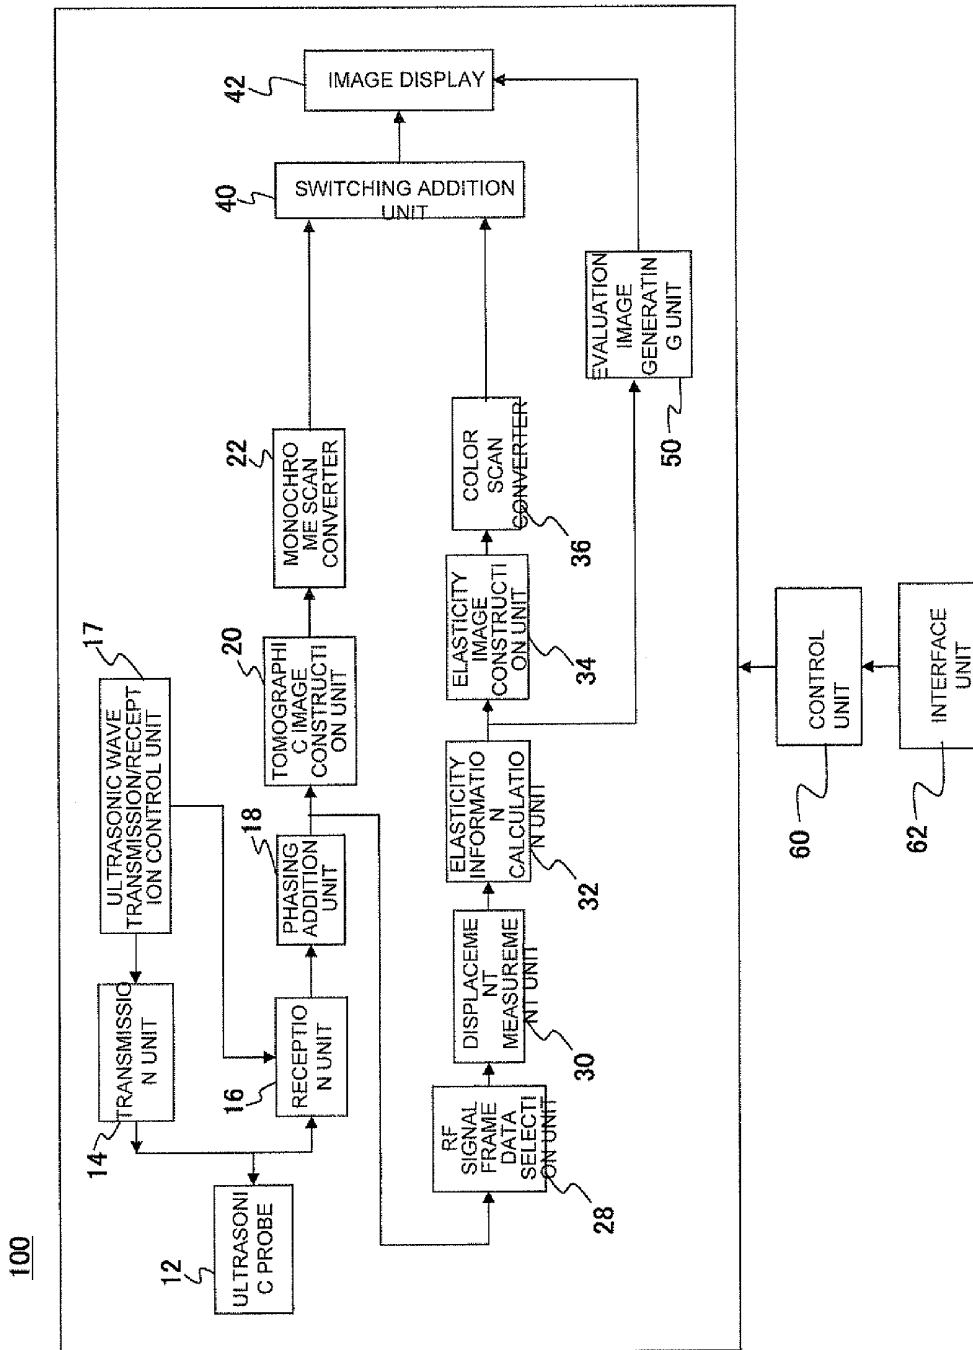 100
12
ULTRASONI
C PROBE
14
TRANSMISSIO
N UNIT
17
ULTRASONIC WAVE
TRANSMISSION/RECEPT
ION CONTROL UNIT
16
RECEPTIO
N UNIT
18
PHASING
ADDITION
UNIT
20
TOMOGRAPHI
C IMAGE
CONSTRUCTI
ON UNIT
22
MONOCHRO
ME SCAN
CONVERTER
40
SWITCHING ADDITION
UNIT
42
IMAGE DISPLAY
RF
SIGNAL
FRAME
DATA
SELECTI
ON UNIT
28
DISPLACEME
NT
MEASUREME
NT UNIT
30
ELASTICITY
INFORMATIO
N
CALCULATIO
N UNIT
32
ELASTICITY
IMAGE
CONSTRUCTI
ON UNIT
34
COLOR
SCAN
CONVERTER
36
EVALUATION
IMAGE
GENERATIN
G UNIT
50
CONTROL
UNIT
60
INTERFACE
UNIT
62